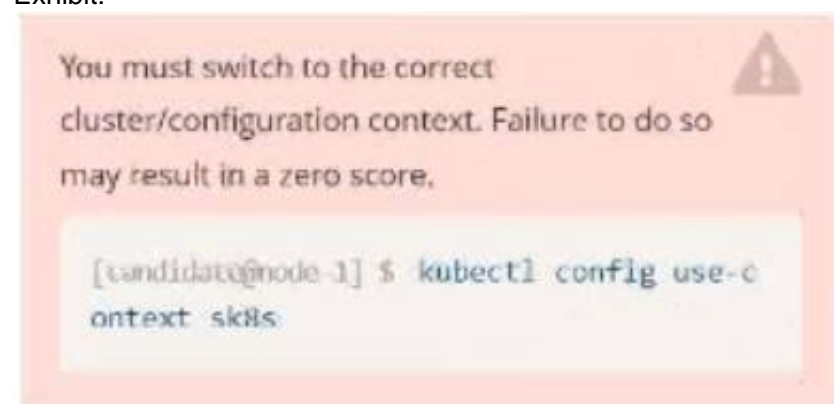 Exhibit:
You must switch to the correct
cluster/configuration context. Failure to do so
may result in a zero score.
[candidate@node-1] $ kubectl config use-c
ontext sk8s